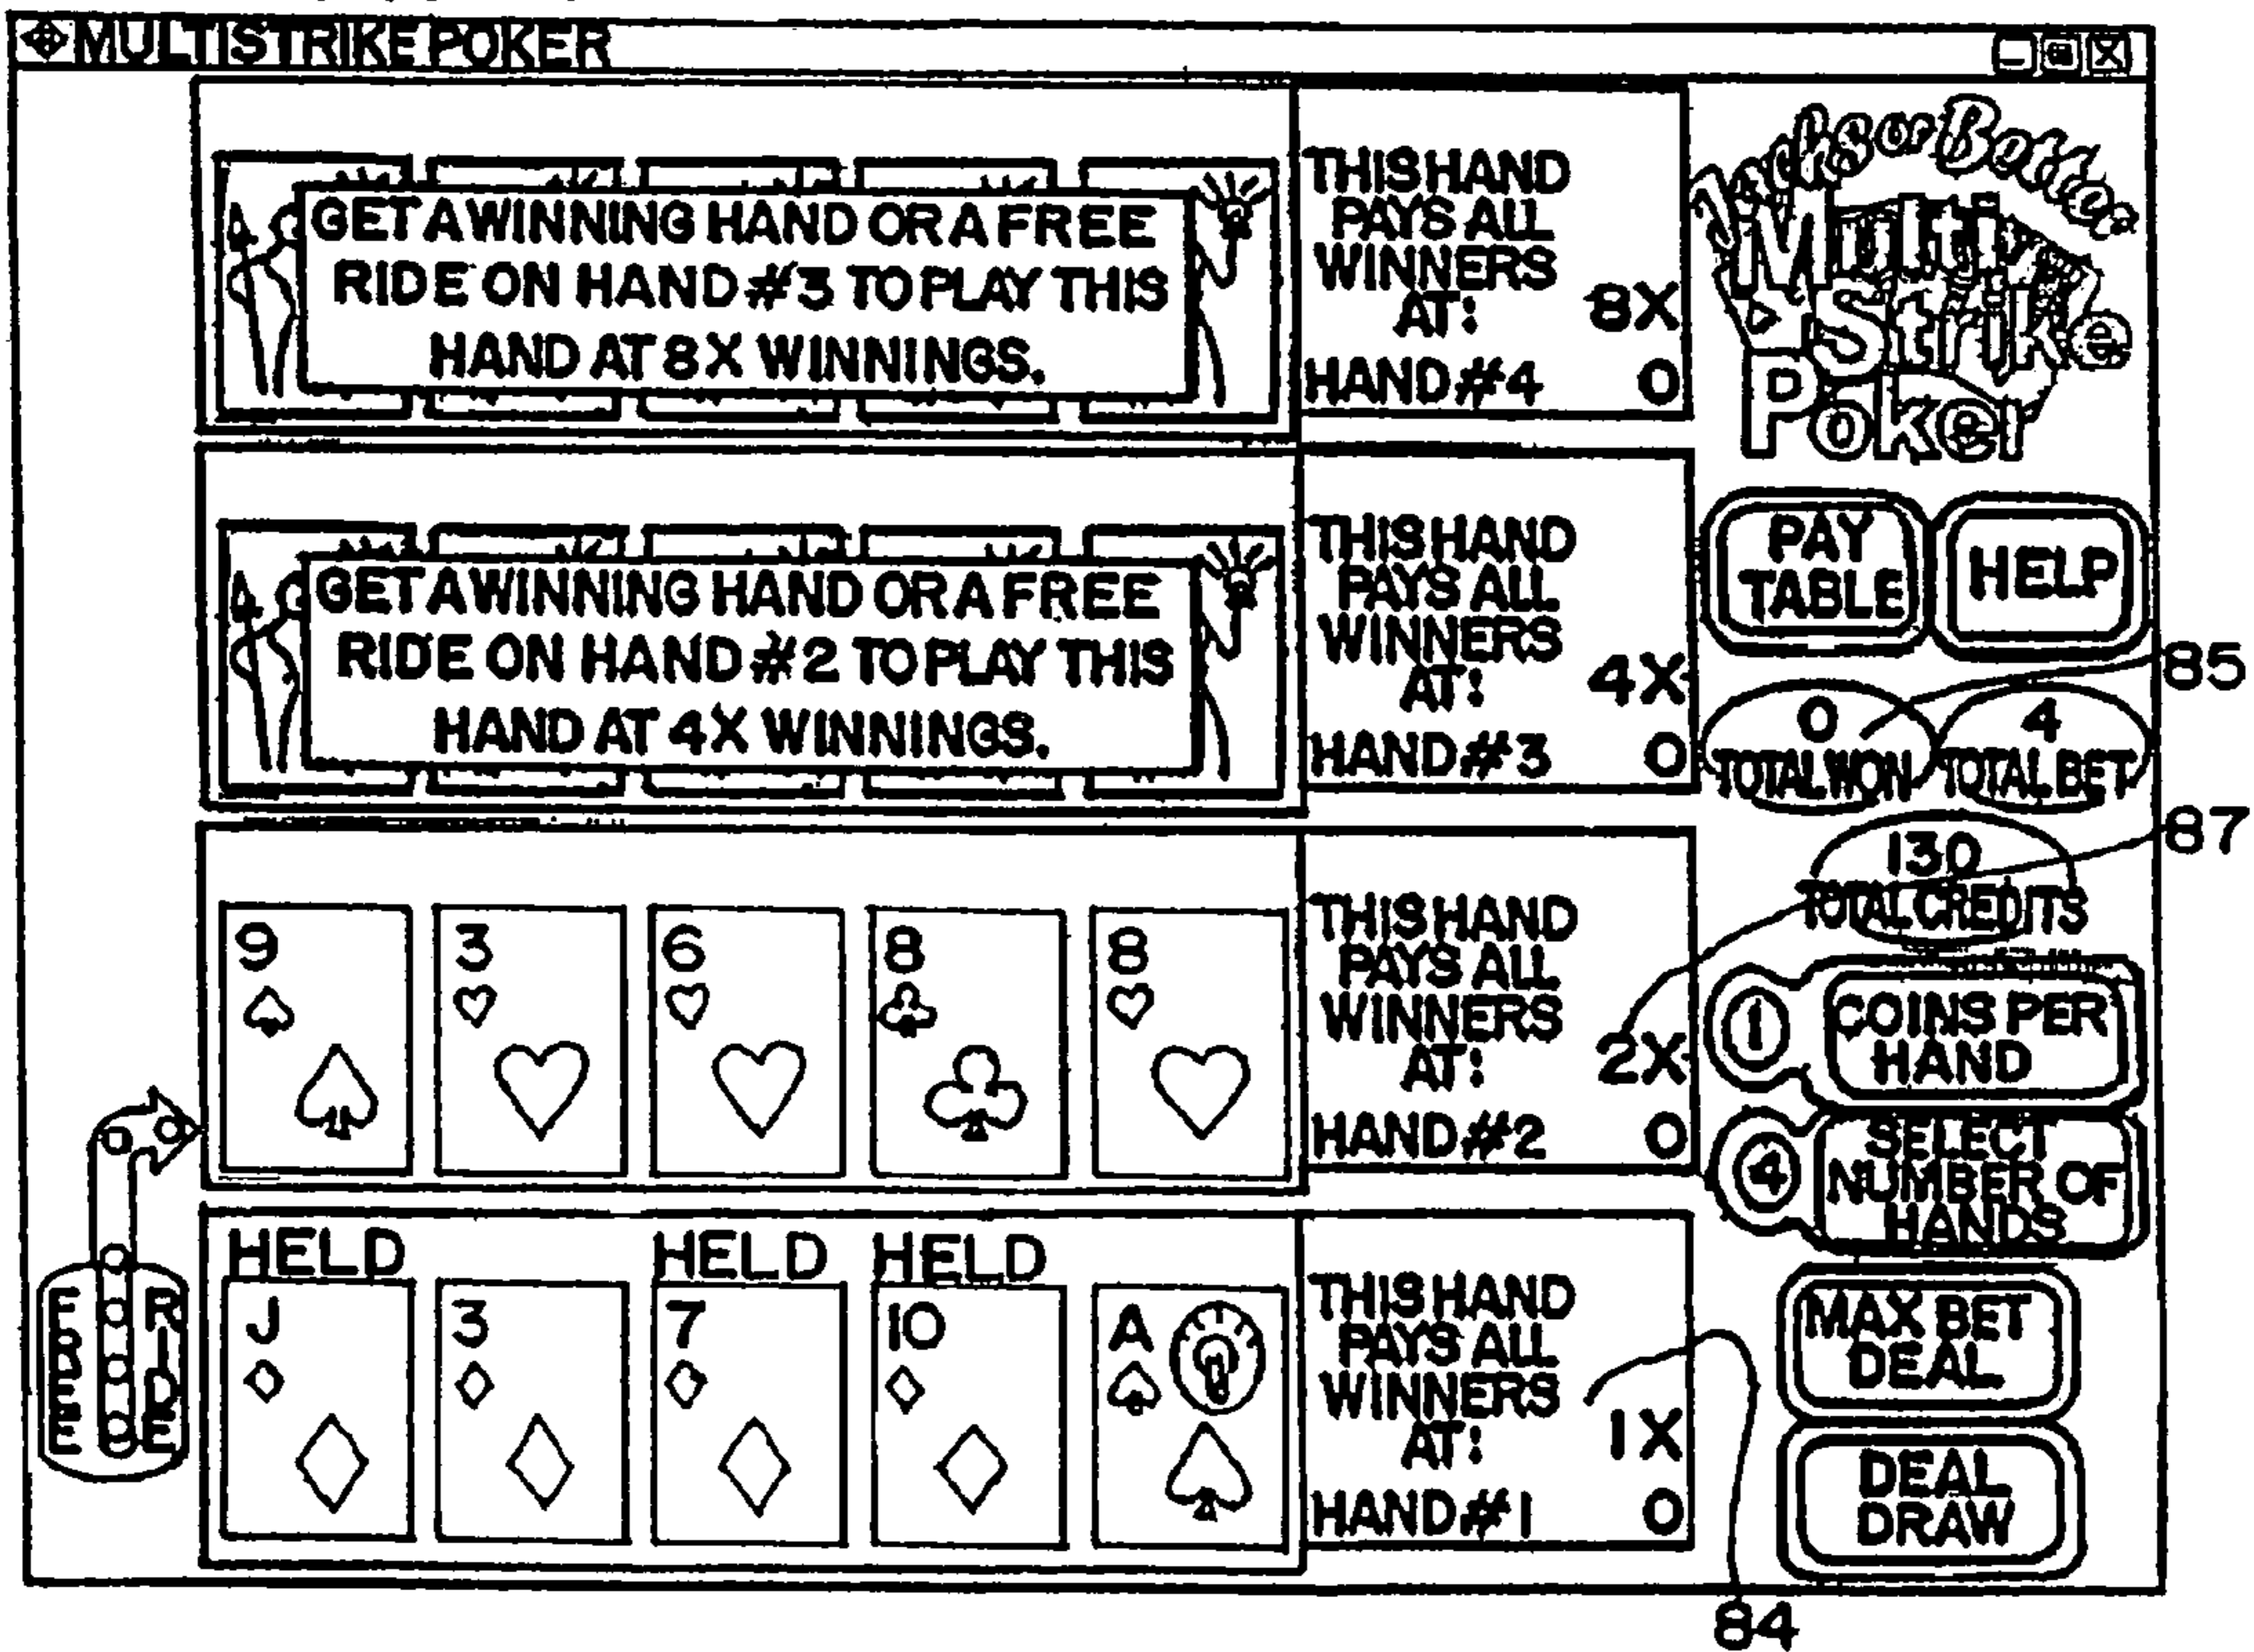 MULTISTRIKE POKER
GET A WINNING HAND OR A FREE
RIDE ON HAND #3 TO PLAY THIS
HAND AT 8X WINNINGS.
THIS HAND
PAYS ALL
WINNERS
AT: 8X
HAND #4 0
Jacks or Better
Multi
Strike
Poker
GET A WINNING HAND OR A FREE
RIDE ON HAND #2 TO PLAY THIS
HAND AT 4X WINNINGS.
THIS HAND
PAYS ALL
WINNERS
AT: 4X
HAND #3 0
PAY
TABLE
HELP
85
0
TOTAL WON
4
TOTAL BET
87
130
TOTAL CREDITS
9
3
6
8
8
THIS HAND
PAYS ALL
WINNERS
AT: 2X
HAND #2 0
1
COINS PER
HAND
4
SELECT
NUMBER OF
HANDS
FREE
RIDE
HELD
HELD
HELD
J
3
7
10
A
THIS HAND
PAYS ALL
WINNERS
AT: 1X
HAND #1 0
MAX BET
DEAL
DEAL
DRAW
84